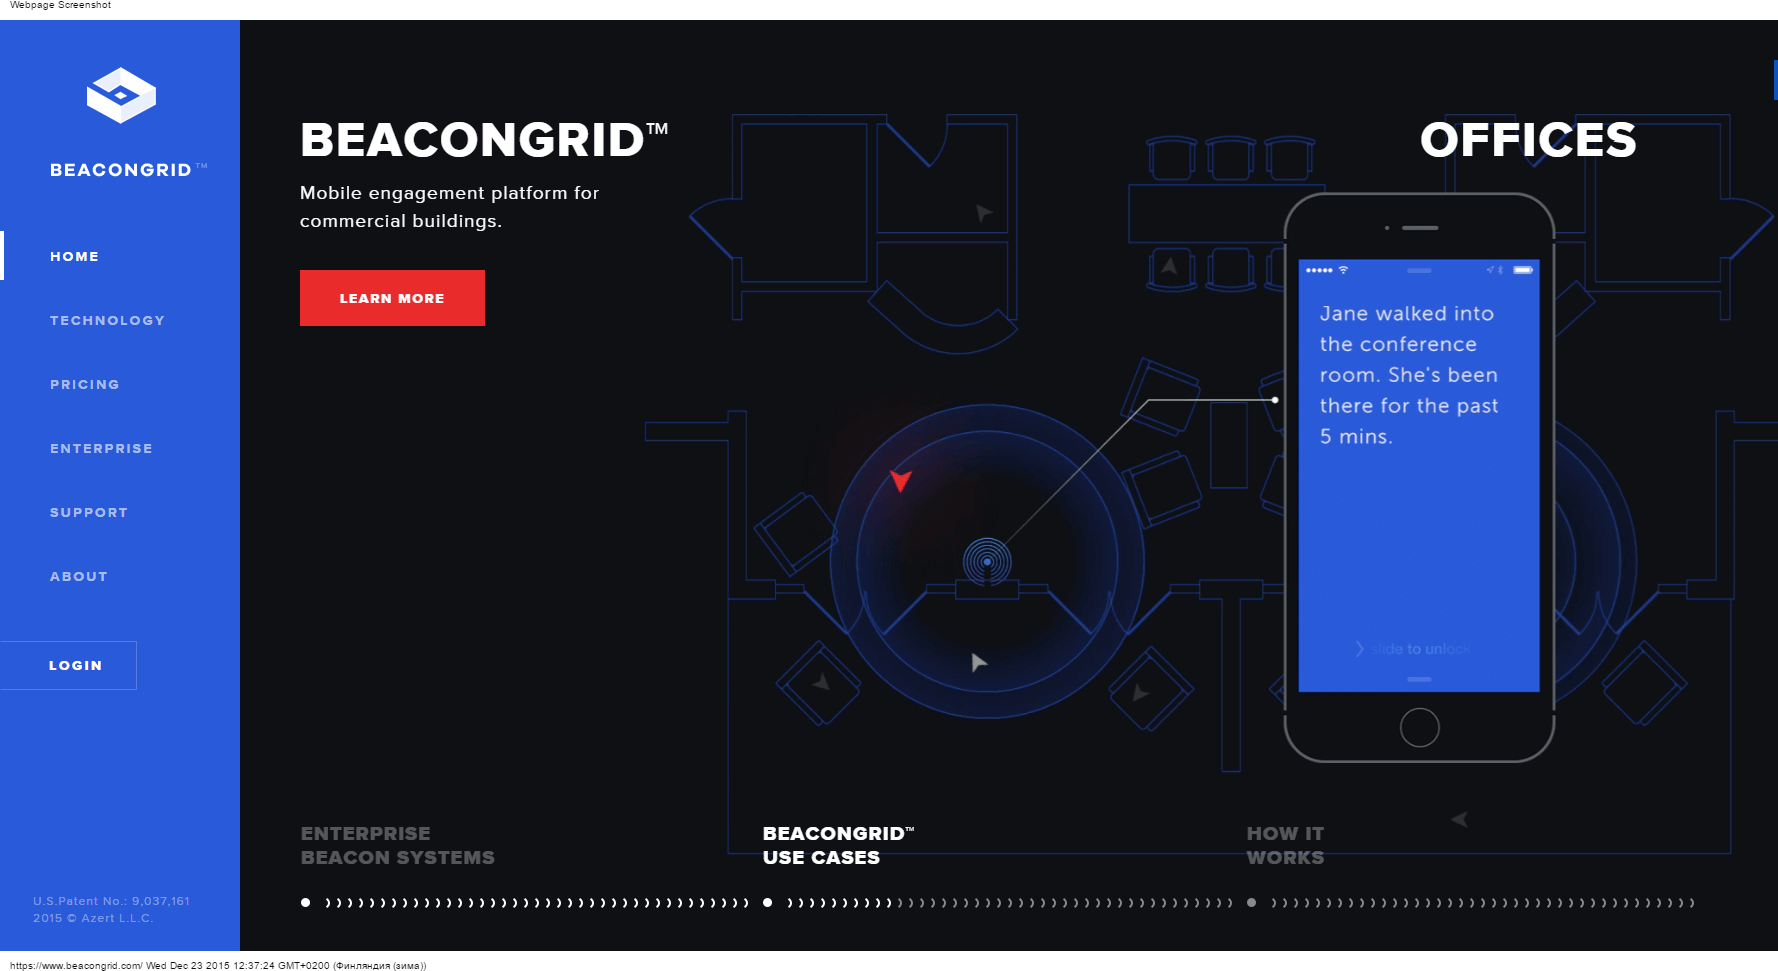 Webpage Screenshot
BEACONGRID™
HOME
TECHNOLOGY
PRICING
ENTERPRISE
SUPPORT
ABOUT
LOGIN
U.S.Patent No.: 9,037,161
2015 © Azert L.L.C.
BEACONGRID™
Mobile engagement platform for
commercial buildings.
LEARN MORE
OFFICES
Jane walked into
the conference
room. She's been
there for the past
5 mins.
slide to unlock
ENTERPRISE
BEACON SYSTEMS
BEACONGRID™
USE CASES
HOW IT
WORKS
https://www.beacongrid.com/ Wed Dec 23 2015 12:37:24 GMT+0200 (Финляндия (зима))